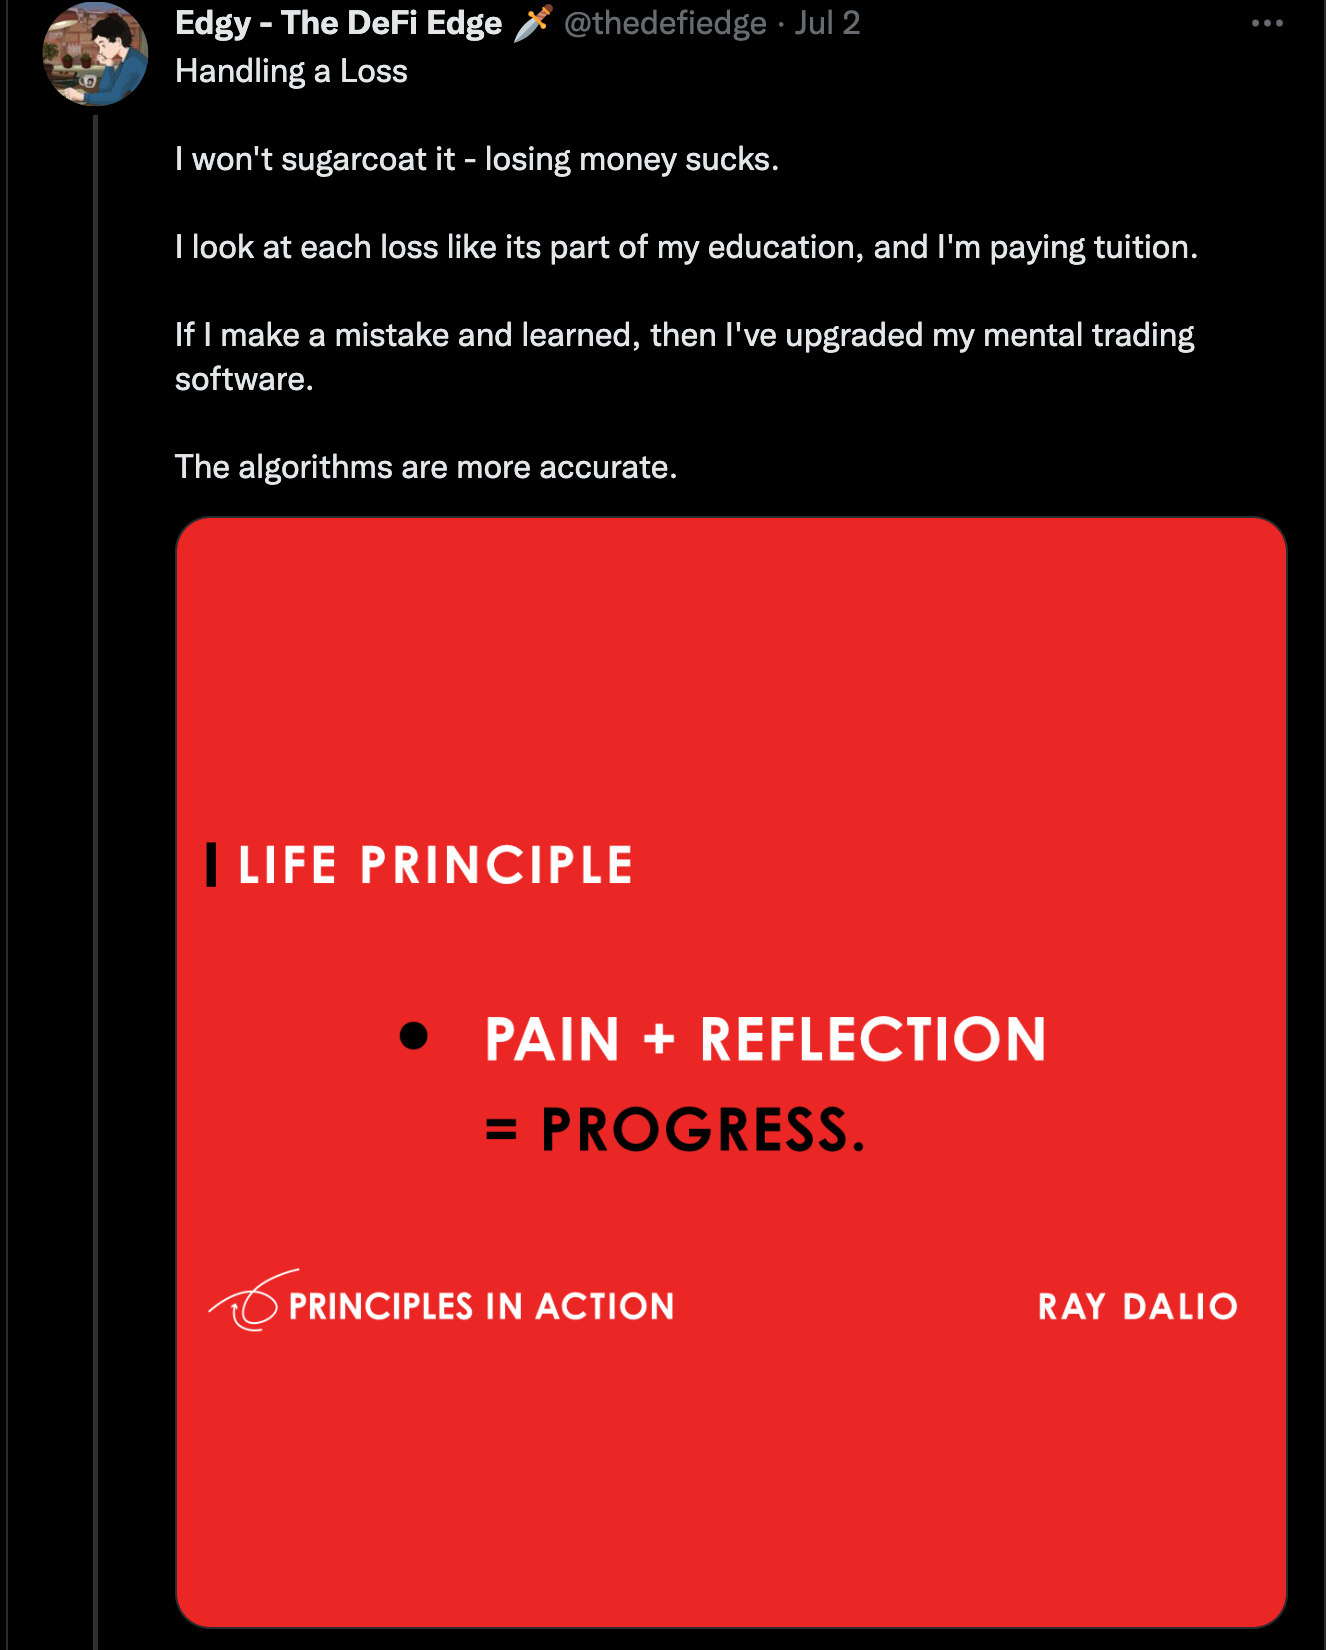 Edgy - The DeFi Edge 🗡️ @thedefiedge · Jul 2
Handling a Loss
I won't sugarcoat it - losing money sucks.
I look at each loss like its part of my education, and I'm paying tuition.
If I make a mistake and learned, then I've upgraded my mental trading
software.
The algorithms are more accurate.
LIFE PRINCIPLE
• PAIN + REFLECTION
= PROGRESS.
PRINCIPLES IN ACTION
RAY DALIO